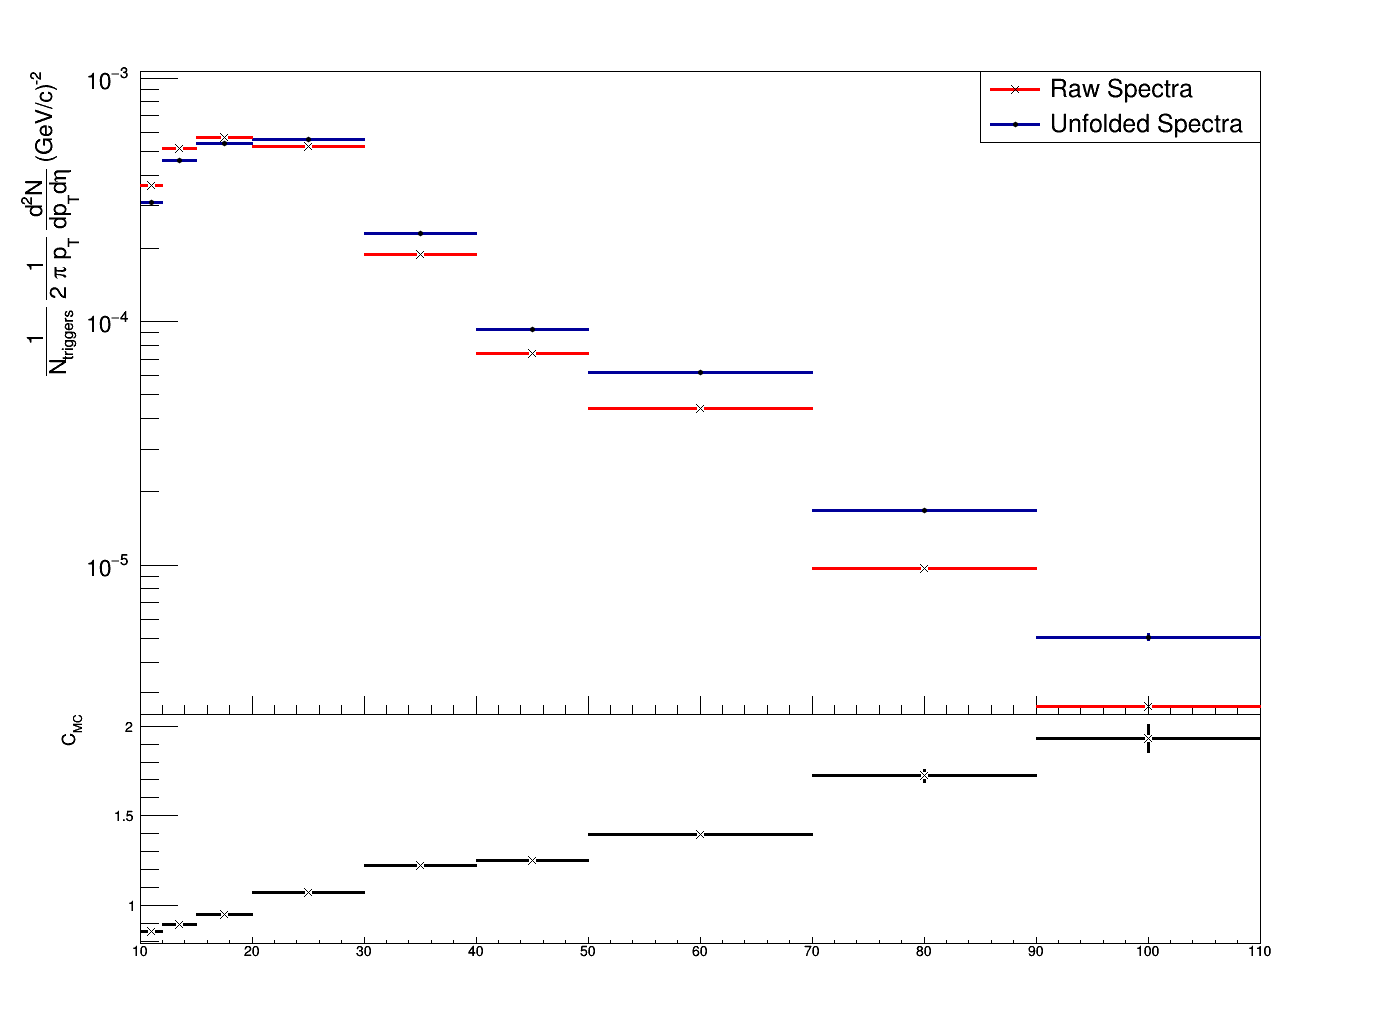 10⁻³
10⁻⁴
10⁻⁵
1/N_triggers 1/(2 π p_T) d²N/(dp_T dη) (GeV/c)⁻²
Raw Spectra
Unfolded Spectra
C_MC
2
1.5
1
10 20 30 40 50 60 70 80 90 100 110